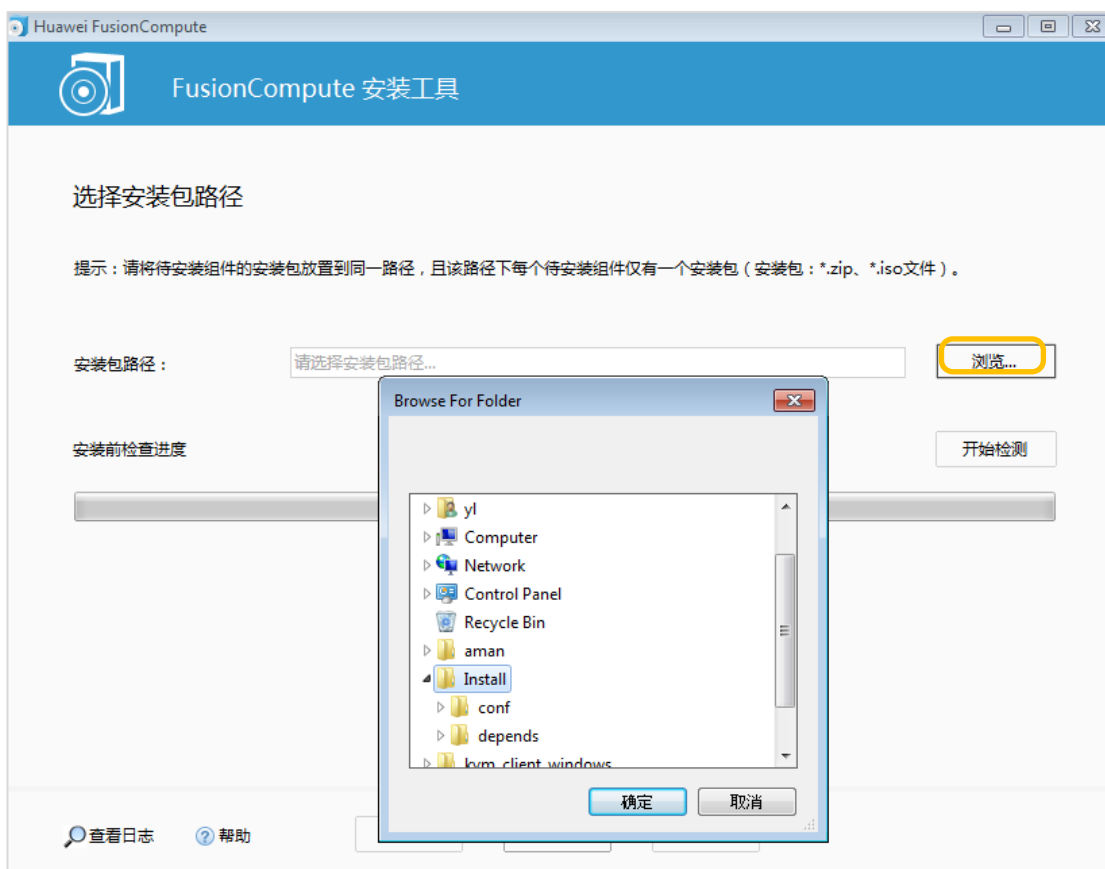 Huawei FusionCompute
FusionCompute 安装工具
选择安装包路径
提示：请将待安装组件的安装包放置到同一路径，且该路径下每个待安装组件仅有一个安装包（安装包：*.zip、*.iso文件）。
安装包路径： 请选择安装包路径... 浏览...
安装前检查进度 开始检测
Browse For Folder
yl
Computer
Network
Control Panel
Recycle Bin
aman
Install
conf
depends
kvm_client_windows
确定 取消
查看日志 帮助